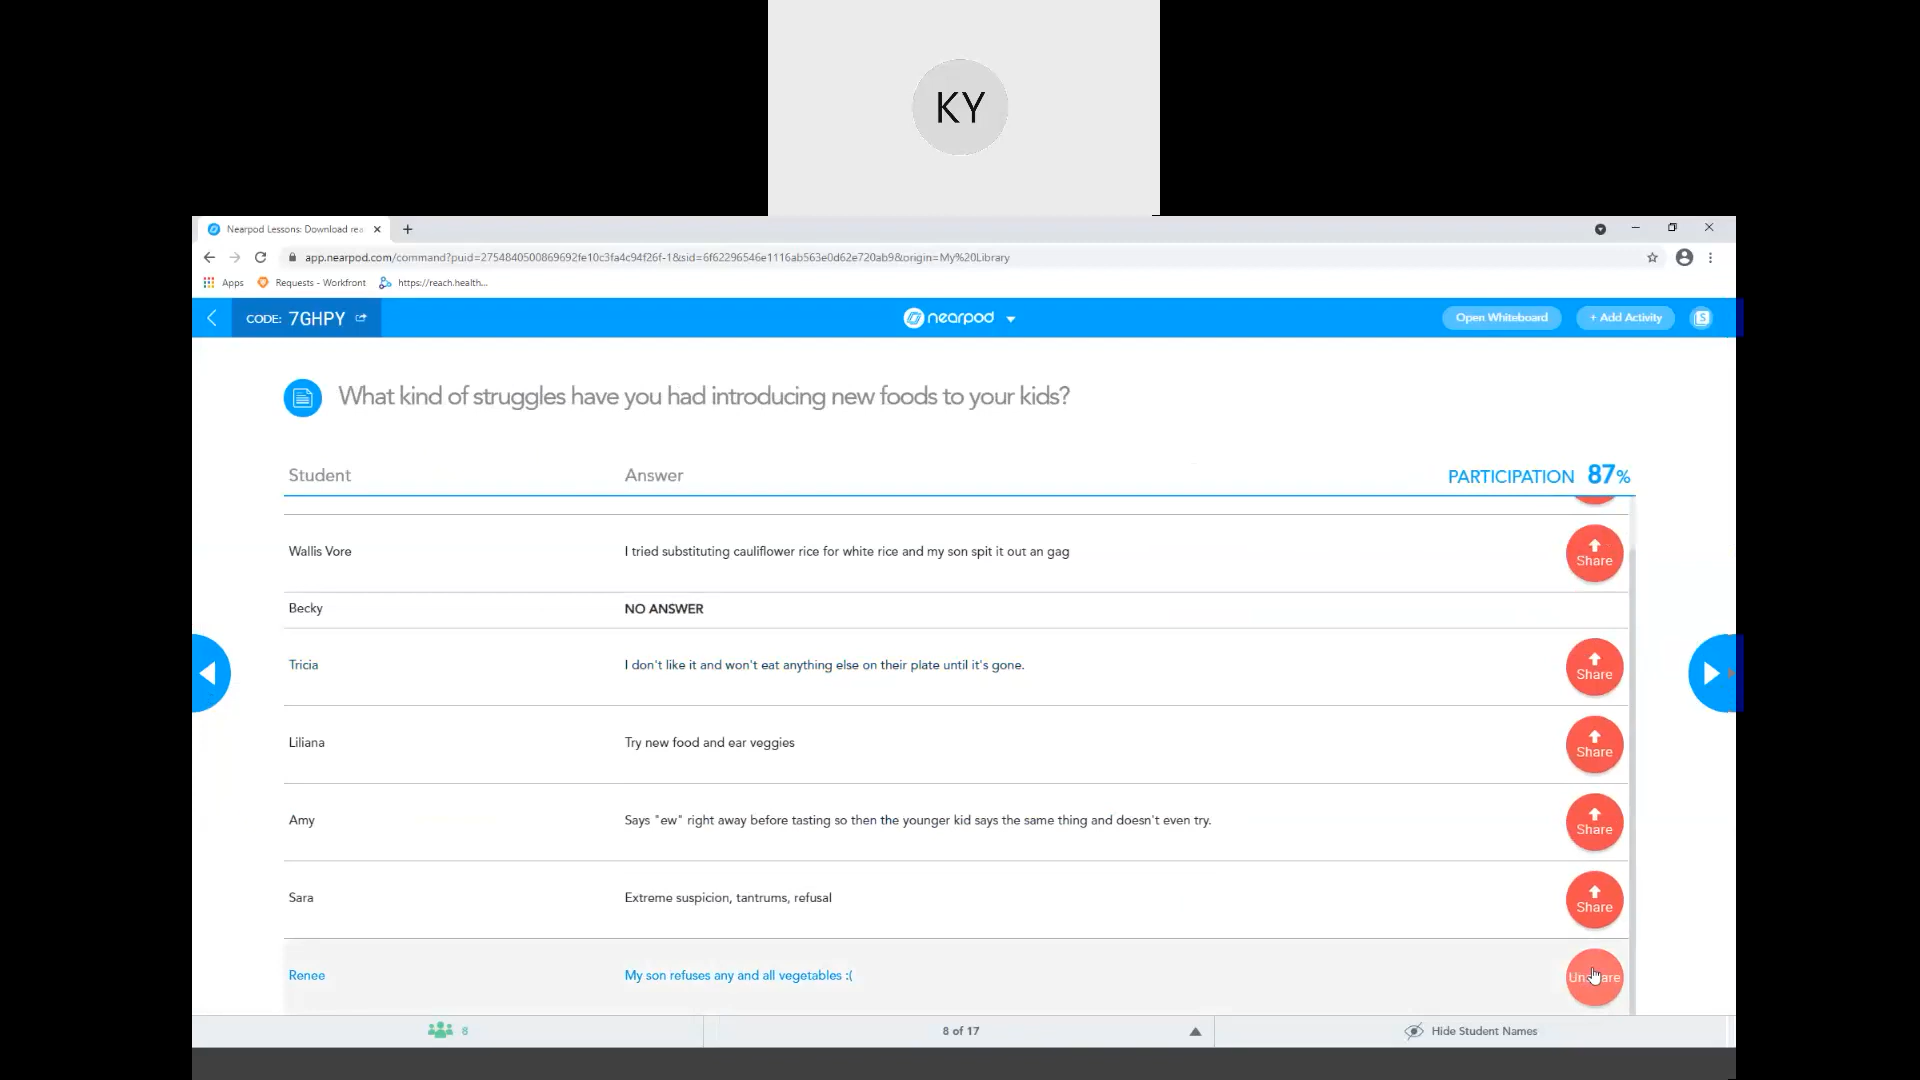 KY
Nearpod Lessons: Download rea
app.nearpod.com/command?puid=2754840500869692fe10c3fa4c94f26f-1&sid=6f62296546e1116ab563e0d62e720ab9&origin=My%20Library
Apps Requests - Workfront https://reach.health...
CODE: 7GHPY nearpod Open Whiteboard + Add Activity S
What kind of struggles have you had introducing new foods to your kids?
Student Answer PARTICIPATION 87%
Wallis Vore I tried substituting cauliflower rice for white rice and my son spit it out an gag Share
Becky NO ANSWER
Tricia I don't like it and won't eat anything else on their plate until it's gone. Share
Liliana Try new food and ear veggies Share
Amy Says "ew" right away before tasting so then the younger kid says the same thing and doesn't even try. Share
Sara Extreme suspicion, tantrums, refusal Share
Renee My son refuses any and all vegetables :(
8 8 of 17 Hide Student Names